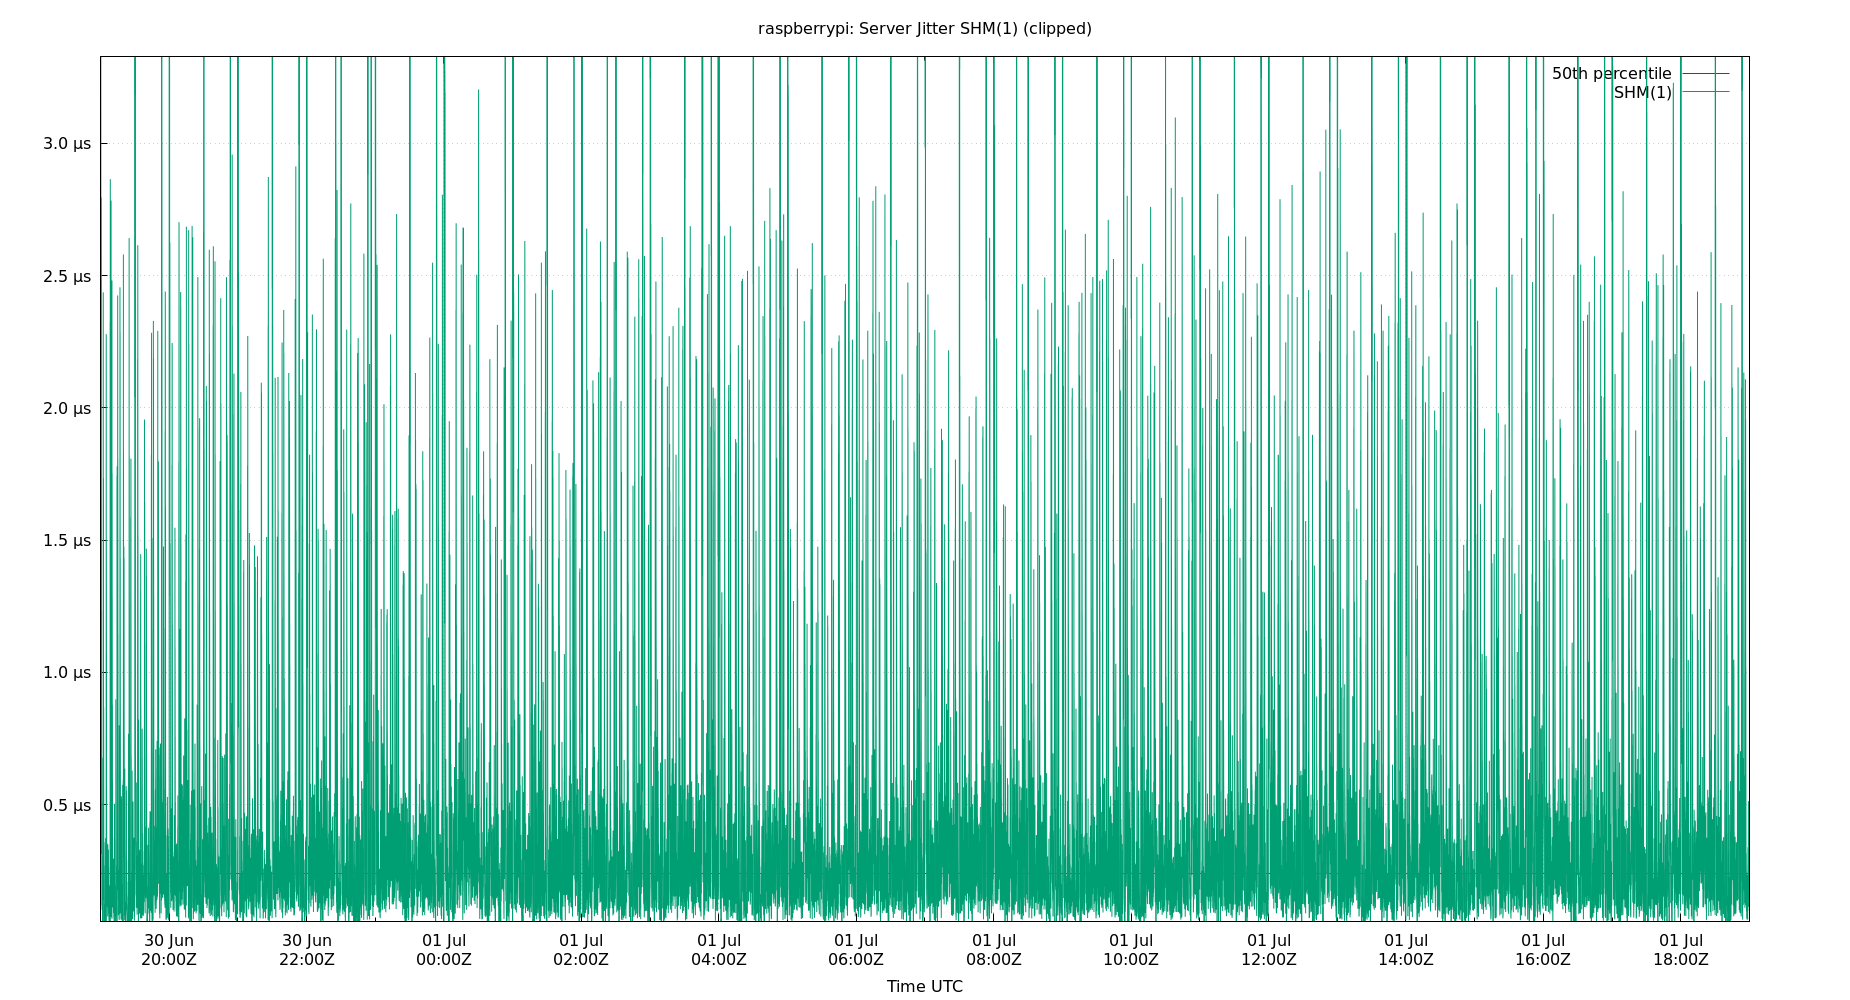 raspberrypi: Server Jitter SHM(1) (clipped)
50th percentile
SHM(1)
3.0 µs
2.5 µs
2.0 µs
1.5 µs
1.0 µs
0.5 µs
30 Jun 30 Jun 01 Jul 01 Jul 01 Jul 01 Jul 01 Jul 01 Jul 01 Jul 01 Jul 01 Jul 01 Jul
20:00Z 22:00Z 00:00Z 02:00Z 04:00Z 06:00Z 08:00Z 10:00Z 12:00Z 14:00Z 16:00Z 18:00Z
Time UTC